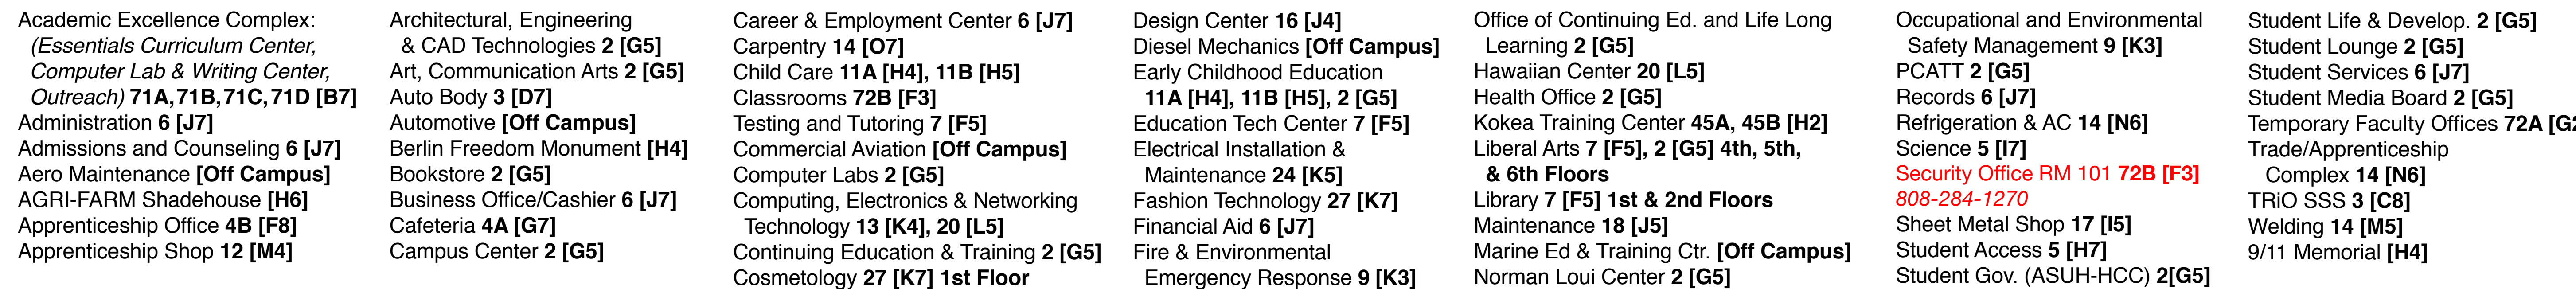 Academic Excellence Complex:
(Essentials Curriculum Center,
Computer Lab & Writing Center,
Outreach) 71A, 71B, 71C, 71D [B7]
Administration 6 [J7]
Admissions and Counseling 6 [J7]
Aero Maintenance [Off Campus]
AGRI-FARM Shadehouse [H6]
Apprenticeship Office 4B [F8]
Apprenticeship Shop 12 [M4]
Architectural, Engineering
& CAD Technologies 2 [G5]
Art, Communication Arts 2 [G5]
Auto Body 3 [D7]
Automotive [Off Campus]
Berlin Freedom Monument [H4]
Bookstore 2 [G5]
Business Office/Cashier 6 [J7]
Cafeteria 4A [G7]
Campus Center 2 [G5]
Career & Employment Center 6 [J7]
Carpentry 14 [O7]
Child Care 11A [H4], 11B [H5]
Classrooms 72B [F3]
Testing and Tutoring 7 [F5]
Commercial Aviation [Off Campus]
Computer Labs 2 [G5]
Computing, Electronics & Networking
Technology 13 [K4], 20 [L5]
Continuing Education & Training 2 [G5]
Cosmetology 27 [K7] 1st Floor
Design Center 16 [J4]
Diesel Mechanics [Off Campus]
Early Childhood Education
11A [H4], 11B [H5], 2 [G5]
Education Tech Center 7 [F5]
Electrical Installation &
Maintenance 24 [K5]
Fashion Technology 27 [K7]
Financial Aid 6 [J7]
Fire & Environmental
Emergency Response 9 [K3]
Office of Continuing Ed. and Life Long
Learning 2 [G5]
Hawaiian Center 20 [L5]
Health Office 2 [G5]
Kokea Training Center 45A, 45B [H2]
Liberal Arts 7 [F5], 2 [G5] 4th, 5th,
& 6th Floors
Library 7 [F5] 1st & 2nd Floors
Maintenance 18 [J5]
Marine Ed & Training Ctr. [Off Campus]
Norman Loui Center 2 [G5]
Occupational and Environmental
Safety Management 9 [K3]
PCATT 2 [G5]
Records 6 [J7]
Refrigeration & AC 14 [N6]
Science 5 [I7]
Security Office RM 101 72B [F3]
808-284-1270
Sheet Metal Shop 17 [I5]
Student Access 5 [H7]
Student Gov. (ASUH-HCC) 2[G5]
Student Life & Develop. 2 [G5]
Student Lounge 2 [G5]
Student Services 6 [J7]
Student Media Board 2 [G5]
Temporary Faculty Offices 72A [G2
Trade/Apprenticeship
Complex 14 [N6]
TRiO SSS 3 [C8]
Welding 14 [M5]
9/11 Memorial [H4]